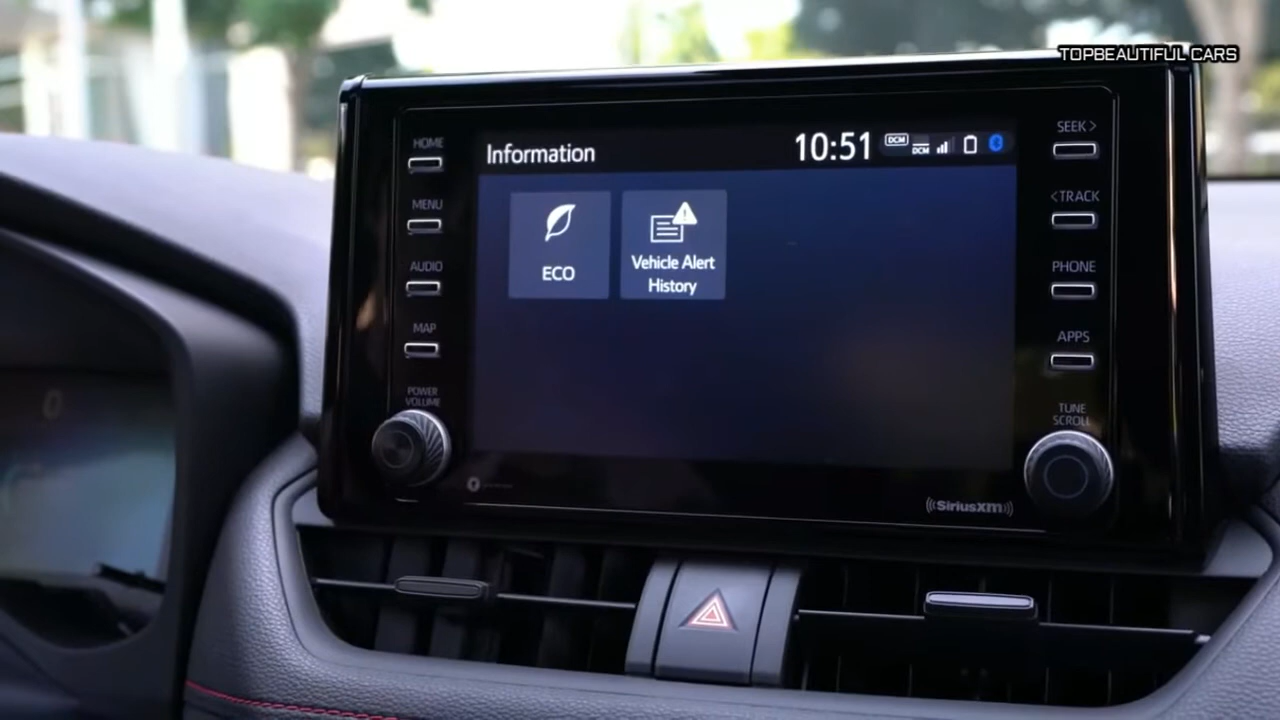 TOPBEAUTIFUL CARS
HOME
MENU
AUDIO
MAP
POWER
VOLUME
Information
10:51
DCM
DCM
ECO
Vehicle Alert
History
SEEK >
< TRACK
PHONE
APPS
TUNE
SCROLL
((SiriusXM))